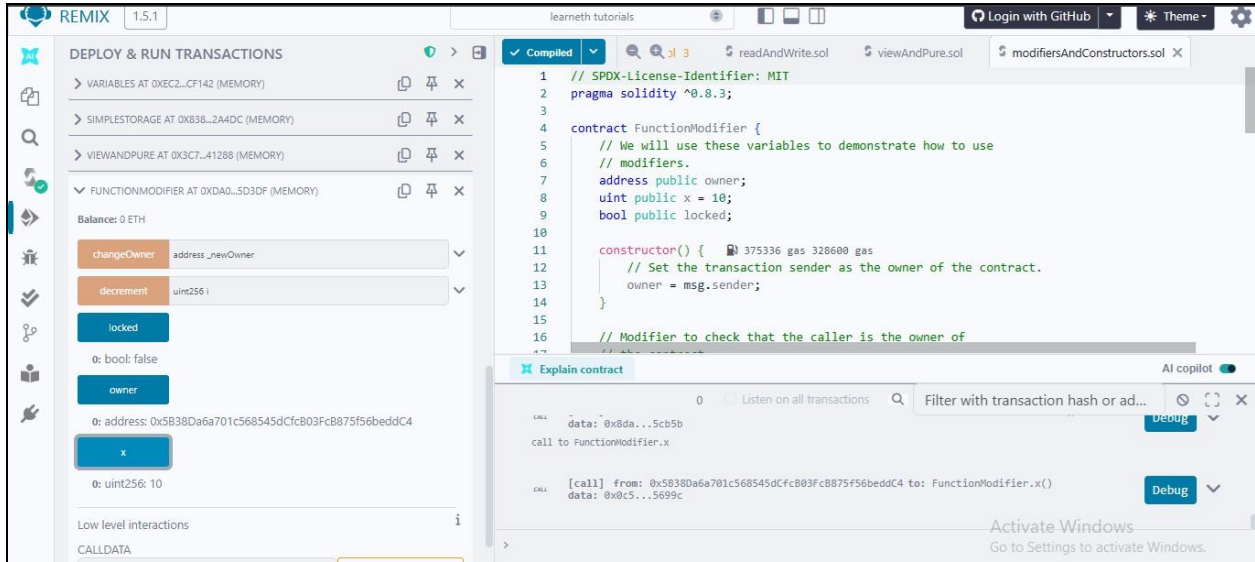 REMIX 1.5.1
learneth tutorials
Login with GitHub
Theme
DEPLOY & RUN TRANSACTIONS
VARIABLES AT 0XEC2...CF142 (MEMORY)
SIMPLESTORAGE AT 0X838...2A4DC (MEMORY)
VIEWANDPURE AT 0X3C7...41288 (MEMORY)
FUNCTIONMODIFIER AT 0XDA0...5D3DF (MEMORY)
Balance: 0 ETH
changeOwner address _newOwner
decrement uint256 i
locked
0: bool: false
owner
0: address: 0x5B38Da6a701c568545dCfcB03FcB875f56beddC4
x
0: uint256: 10
Low level interactions
i
CALLDATA
Compiled
3 readAndWrite.sol viewAndPure.sol modifiersAndConstructors.sol
1 // SPDX-License-Identifier: MIT
2 pragma solidity ^0.8.3;
3
4 contract FunctionModifier {
5 // We will use these variables to demonstrate how to use
6 // modifiers.
7 address public owner;
8 uint public x = 10;
9 bool public locked;
10
11 constructor() { 375336 gas 328600 gas
12 // Set the transaction sender as the owner of the contract.
13 owner = msg.sender;
14 }
15
16 // Modifier to check that the caller is the owner of
17 // the contract
Explain contract
AI copilot
0 Listen on all transactions Filter with transaction hash or ad...
CALL data: 0x8da...5cb5b Debug
call to FunctionModifier.x
CALL [call] from: 0x5B38Da6a701c568545dCfcB03FcB875f56beddC4 to: FunctionModifier.x()
data: 0x0c5...5699c
Debug
>
Activate Windows
Go to Settings to activate Windows.